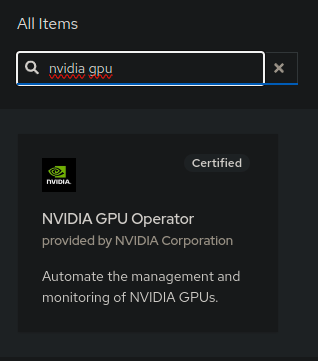 All Items
nvidia gpu
Certified
NVIDIA.
NVIDIA GPU Operator
provided by NVIDIA Corporation
Automate the management and
monitoring of NVIDIA GPUs.